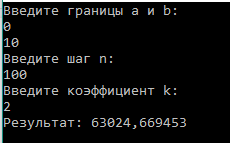 Введите границы a и b:
0
10
Введите шаг n:
100
Введите коэффициент k:
2
Результат: 63024,669453